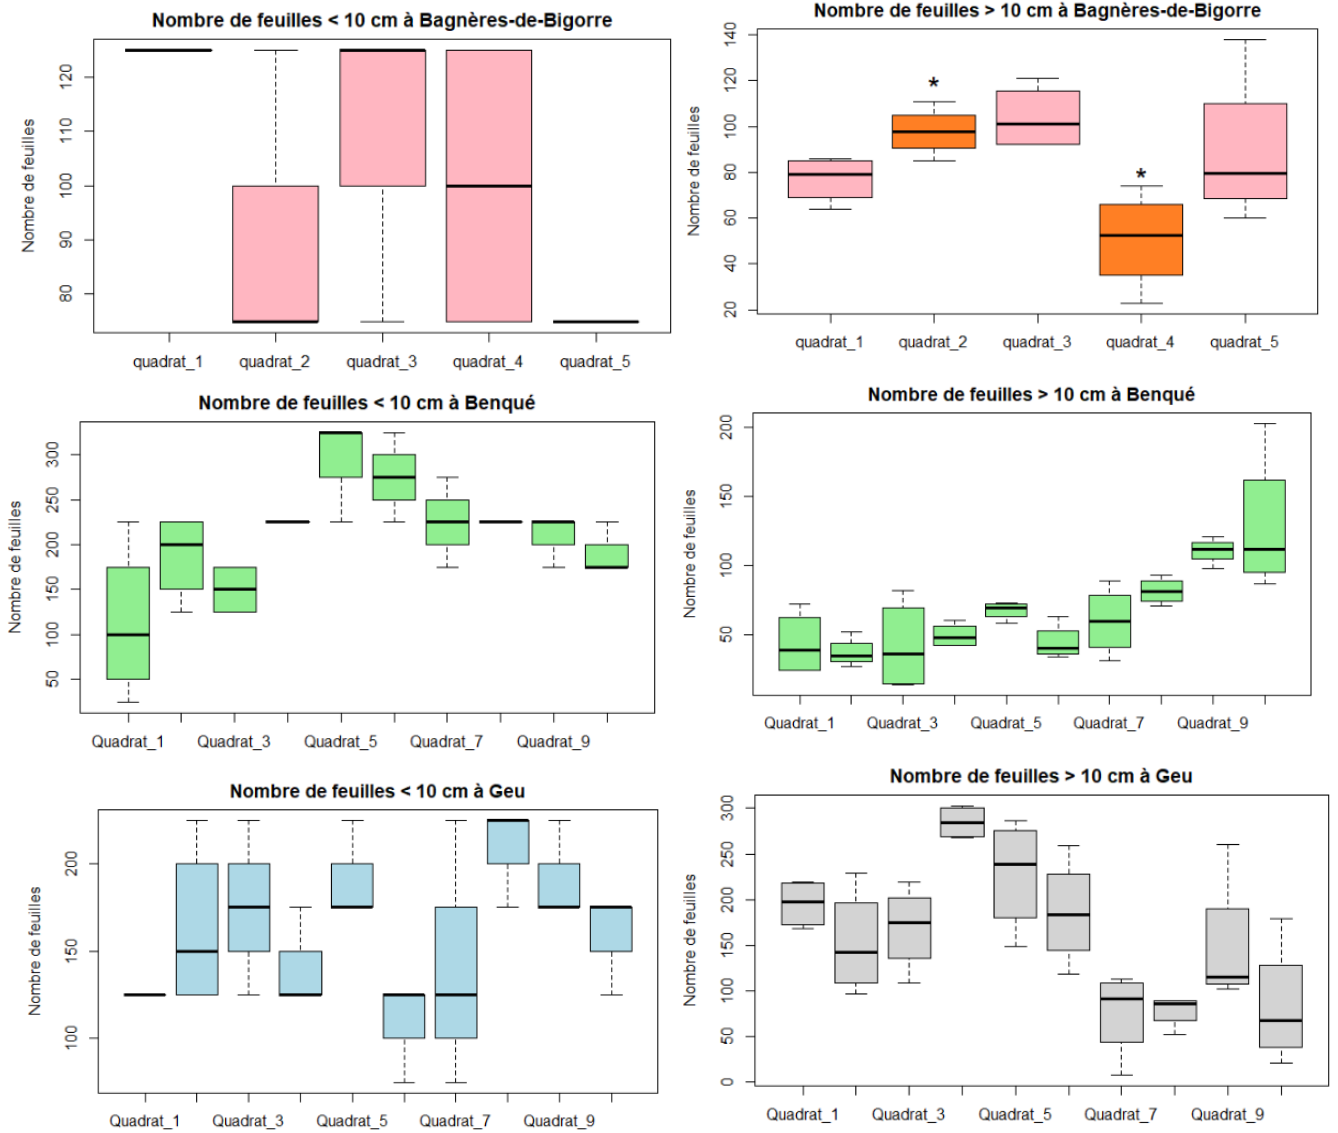 Nombre de feuilles < 10 cm à Bagnères-de-Bigorre
Nombre de feuilles
120
110
100
90
80
quadrat_1 quadrat_2 quadrat_3 quadrat_4 quadrat_5
Nombre de feuilles > 10 cm à Bagnères-de-Bigorre
Nombre de feuilles
140
120
100
80
60
40
20
*
*
quadrat_1 quadrat_2 quadrat_3 quadrat_4 quadrat_5
Nombre de feuilles < 10 cm à Benqué
Nombre de feuilles
300
250
200
150
100
50
Quadrat_1 Quadrat_3 Quadrat_5 Quadrat_7 Quadrat_9
Nombre de feuilles > 10 cm à Benqué
Nombre de feuilles
200
150
100
50
Quadrat_1 Quadrat_3 Quadrat_5 Quadrat_7 Quadrat_9
Nombre de feuilles < 10 cm à Geu
Nombre de feuilles
200
150
100
Quadrat_1 Quadrat_3 Quadrat_5 Quadrat_7 Quadrat_9
Nombre de feuilles > 10 cm à Geu
Nombre de feuilles
300
250
200
150
100
50
0
Quadrat_1 Quadrat_3 Quadrat_5 Quadrat_7 Quadrat_9